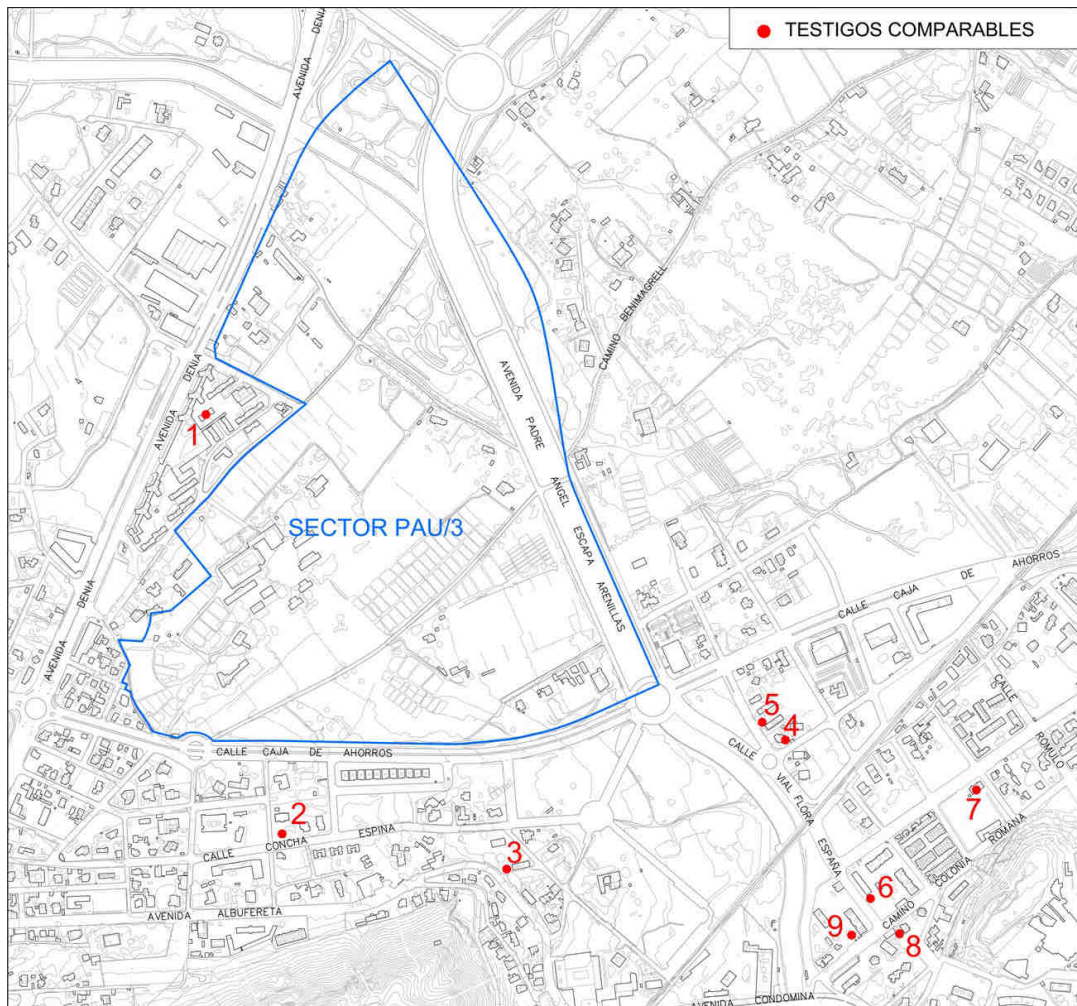 TESTIGOS COMPARABLES
AVENIDA DENIA
CAMINO BENIMAGRELL
AVENIDA DENIA
1
AVENIDA PADRE ANGEL ESCAPA ARENILLAS
SECTOR PAU/3
CALLE CAJA DE AHORROS
AVENIDA DENIA
5
4
CALLE ROMULO
CALLE CAJA DE AHORROS
CALLE VIAL FLORA ESPAÑA
7
2
CALLE CONCHA ESPINA
3
CAMINO COLONIA ROMANA
6
AVENIDA ALBUFERETA
9
8
AVENIDA CONDOMINA